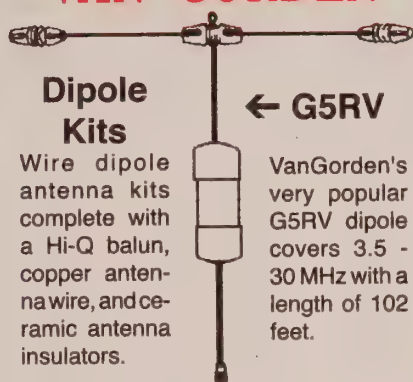 Dipole
Kits
← G5RV
Wire dipole
antenna kits
complete with
a Hi-Q balun,
copper anten-
na wire, and ce-
ramic antenna
insulators.
VanGorden's
very popular
G5RV dipole
covers 3.5 -
30 MHz with a
length of 102
feet.